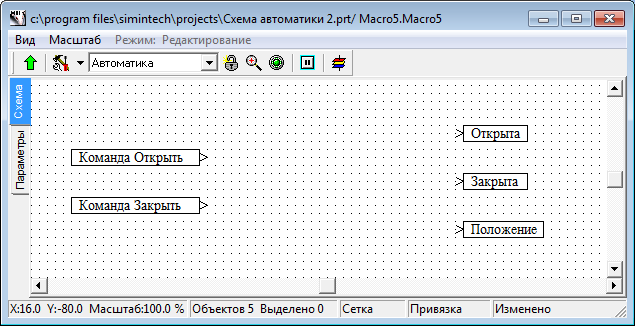 c:\program files\simintech\projects\Схема автоматики 2.prt/ Macro5.Macro5
Вид Масштаб Режим: Редактирование
Автоматика
Схема
Параметры
Открыта
Команда Открыть
Закрыта
Команда Закрыть
Положение
X:16.0 Y:-80.0 Масштаб:100.0 % Объектов 5 Выделено 0 Сетка Привязка Изменено